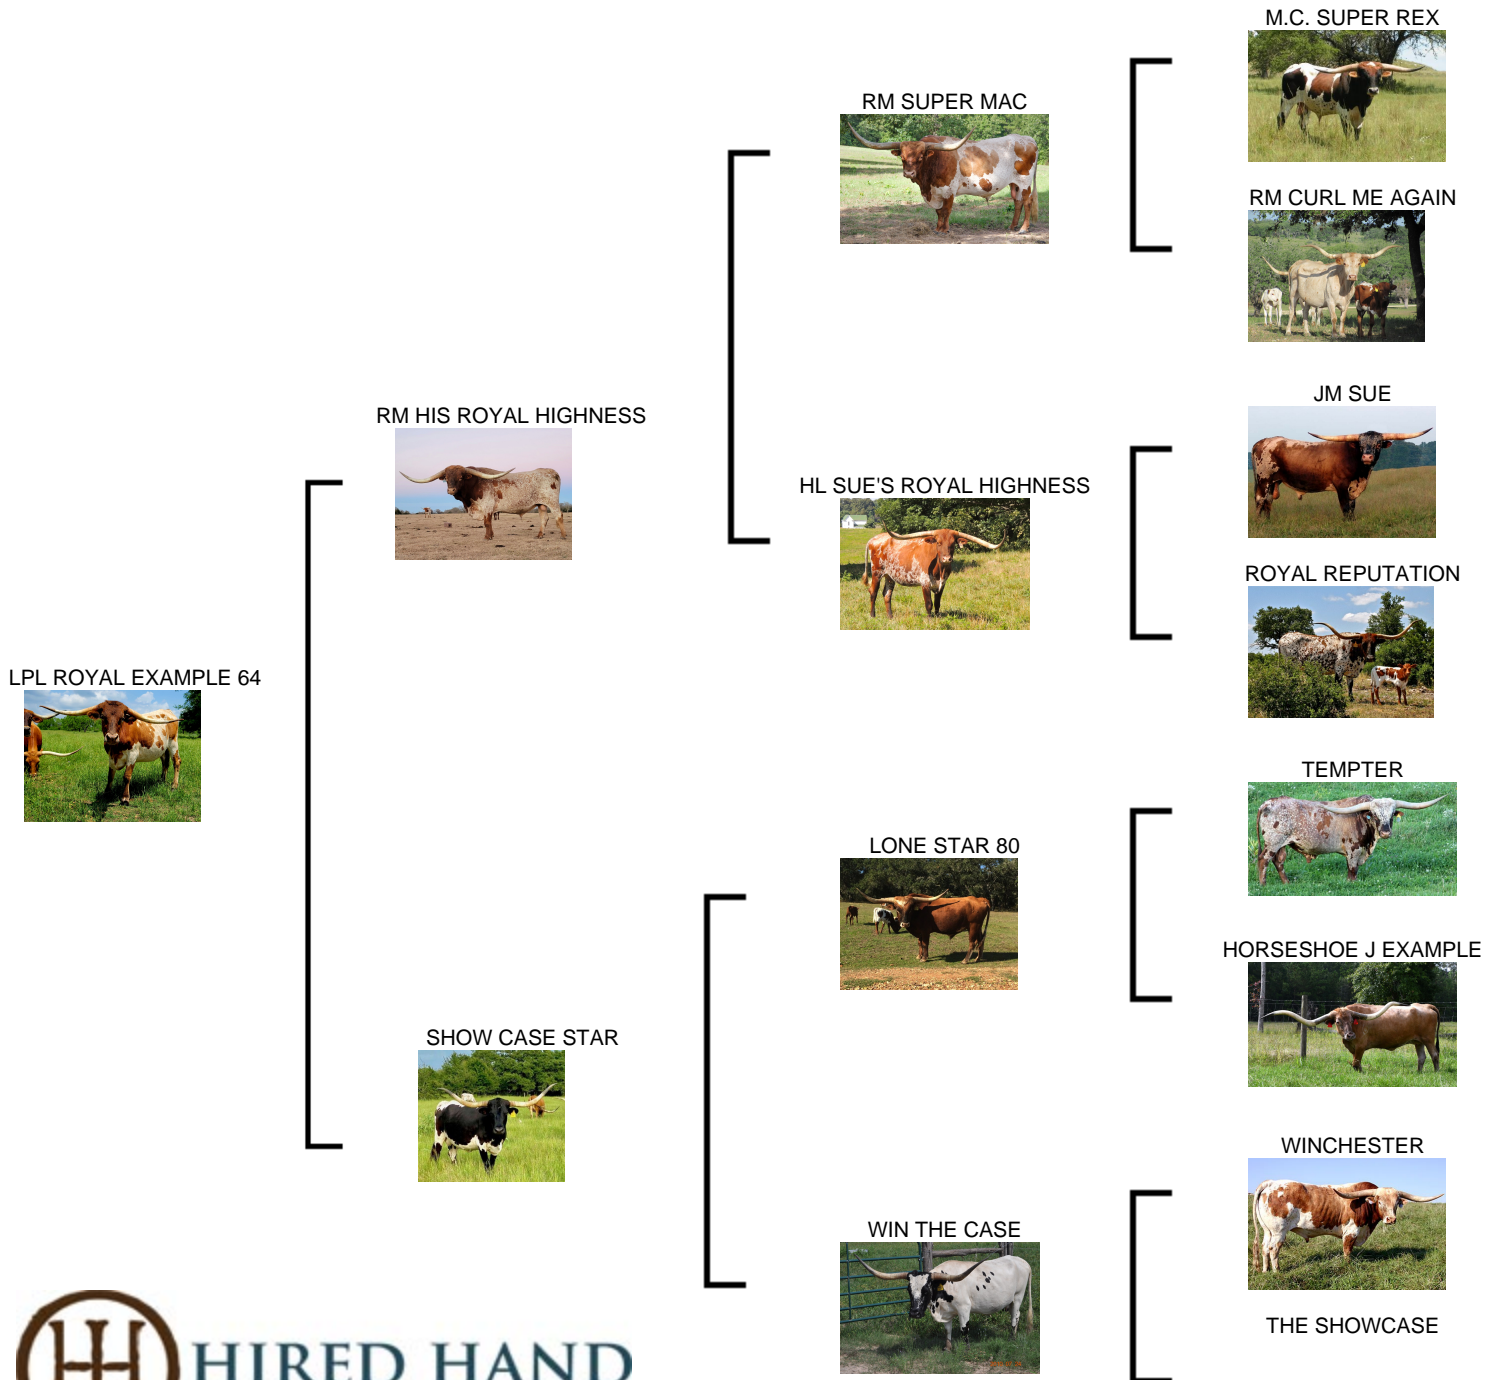 M.C. SUPER REX
RM SUPER MAC
RM CURL ME AGAIN
JM SUE
RM HIS ROYAL HIGHNESS
HL SUE'S ROYAL HIGHNESS
ROYAL REPUTATION
LPL ROYAL EXAMPLE 64
TEMPTER
LONE STAR 80
HORSESHOE J EXAMPLE
SHOW CASE STAR
WINCHESTER
WIN THE CASE
THE SHOWCASE
HIRED HAND